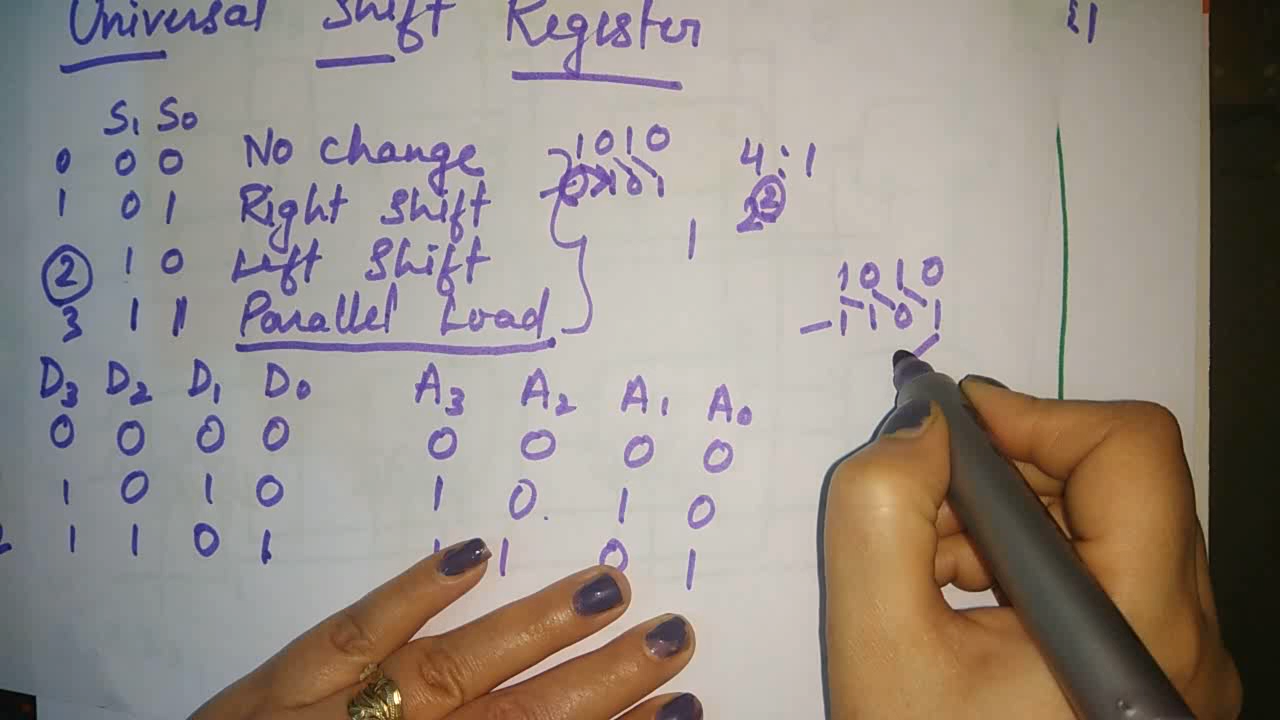 Universal Shift Register
S1 S0
0 0 0 No change 1010 4:1
1 0 1 Right Shift 0101 2②
② 1 0 Left Shift 1
3 1 1 Parallel Load
1010
1101
D3 D2 D1 D0 A3 A2 A1 A0
0 0 0 0 0 0 0 0
1 0 1 0 1 0. 1 0
1 1 0 1 1 1 0 1